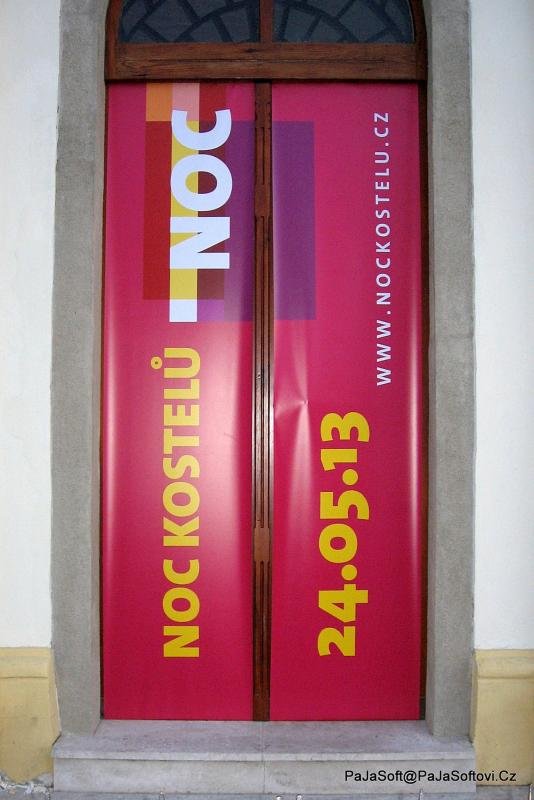 NOC
NOC KOSTELŮ
WWW.NOCKOSTELU.CZ
24.05.13
PaJaSoft@PaJaSoftovi.Cz